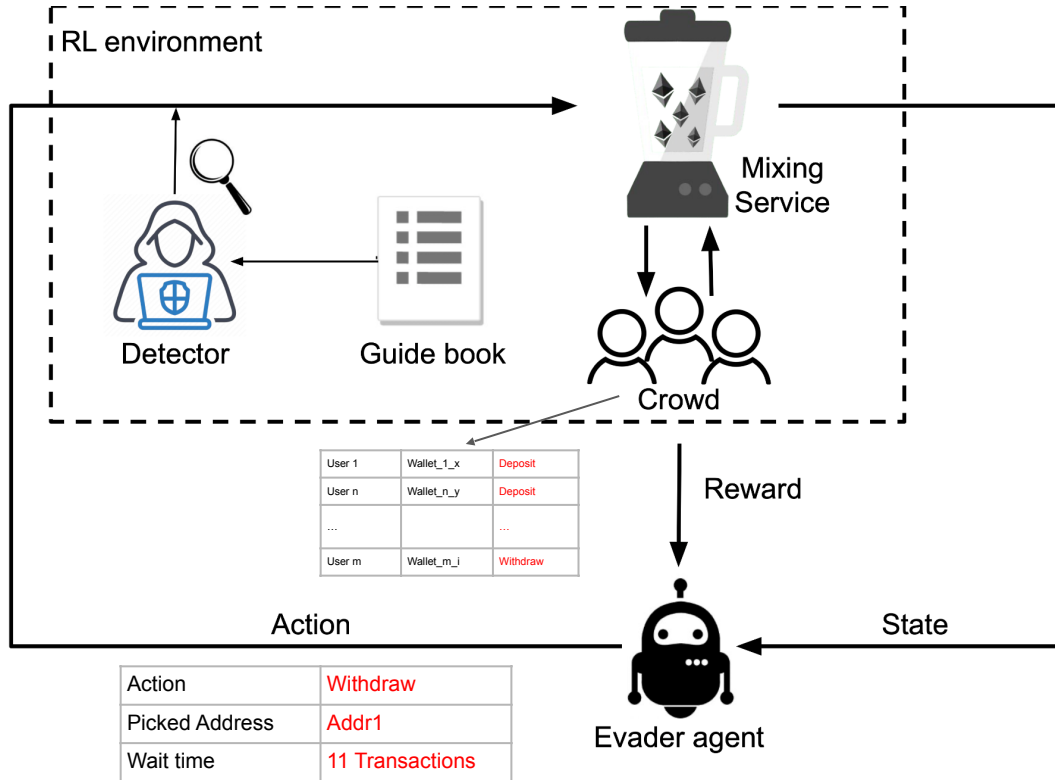 RL environment
Mixing
Service
Detector
Guide book
Crowd
User 1 Wallet_1_x Deposit
User n Wallet_n_y Deposit
... ...
User m Wallet_m_i Withdraw
Reward
Action
State
Evader agent
Action Withdraw
Picked Address Addr1
Wait time 11 Transactions